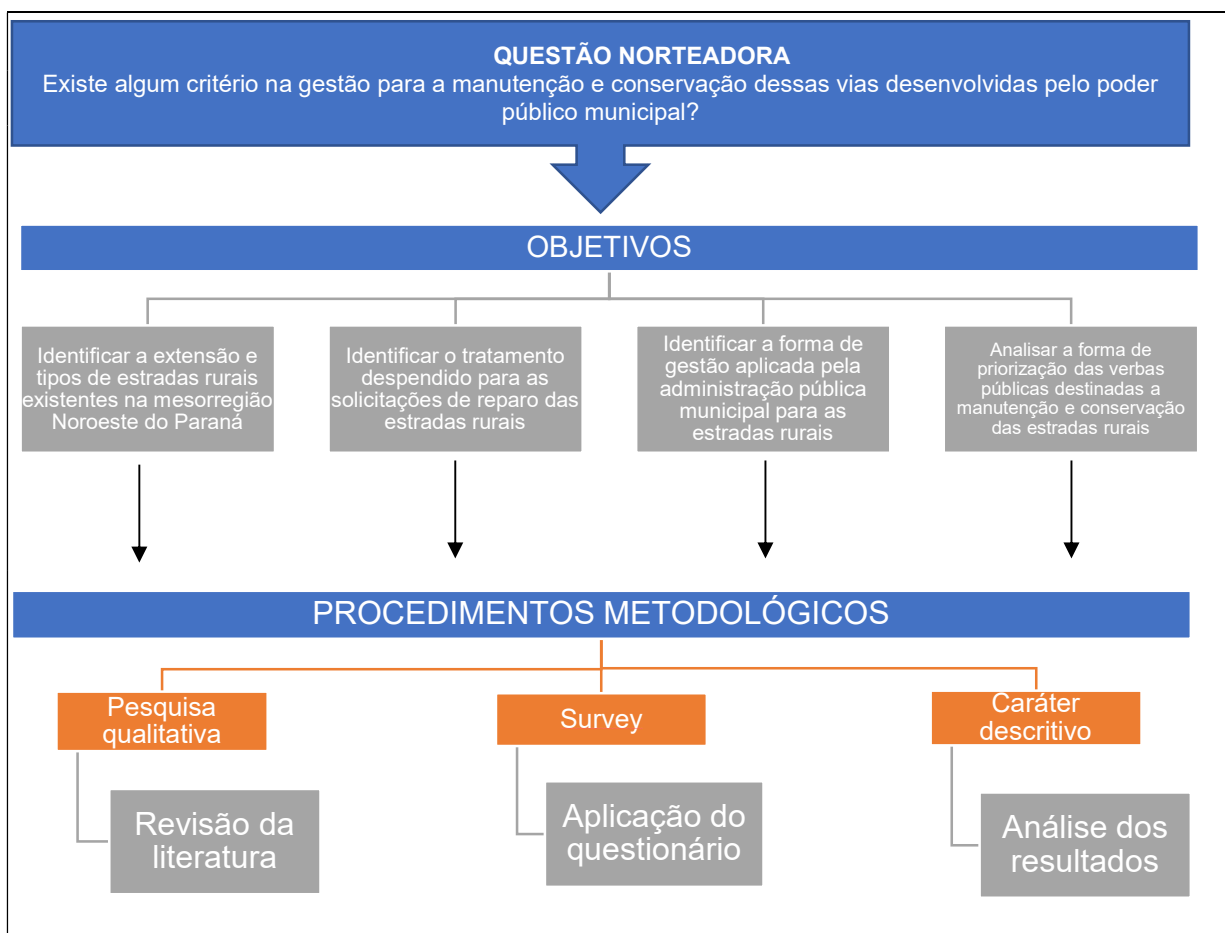 QUESTÃO NORTEADORA
Existe algum critério na gestão para a manutenção e conservação dessas vias desenvolvidas pelo poder
público municipal?
OBJETIVOS
Identificar a extensão e
tipos de estradas rurais
existentes na mesorregião
Noroeste do Paraná
Identificar o tratamento
despendido para as
solicitações de reparo das
estradas rurais
Identificar a forma de
gestão aplicada pela
administração pública
municipal para as
estradas rurais
Analisar a forma de
priorização das verbas
públicas destinadas a
manutenção e conservação
das estradas rurais
PROCEDIMENTOS METODOLÓGICOS
Pesquisa
qualitativa
Survey
Caráter
descritivo
Revisão da
literatura
Aplicação do
questionário
Análise dos
resultados